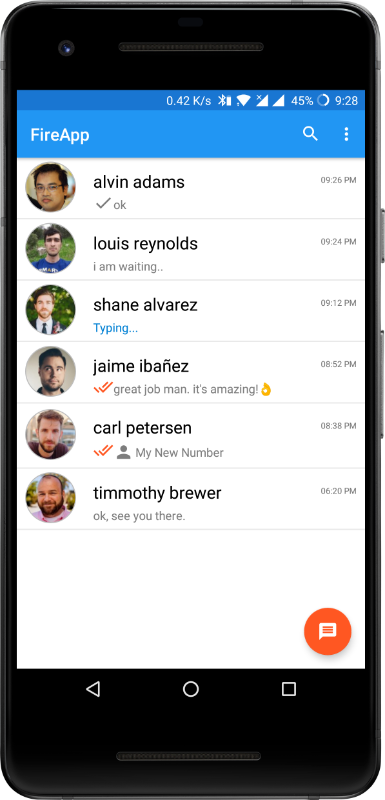 0.42 K/s 45% 9:28
FireApp
alvin adams 09:26 PM
ok
louis reynolds 09:24 PM
i am waiting..
shane alvarez 09:12 PM
Typing...
jaime ibañez 08:52 PM
great job man. it's amazing!👌
carl petersen 08:38 PM
My New Number
timmothy brewer 06:20 PM
ok, see you there.